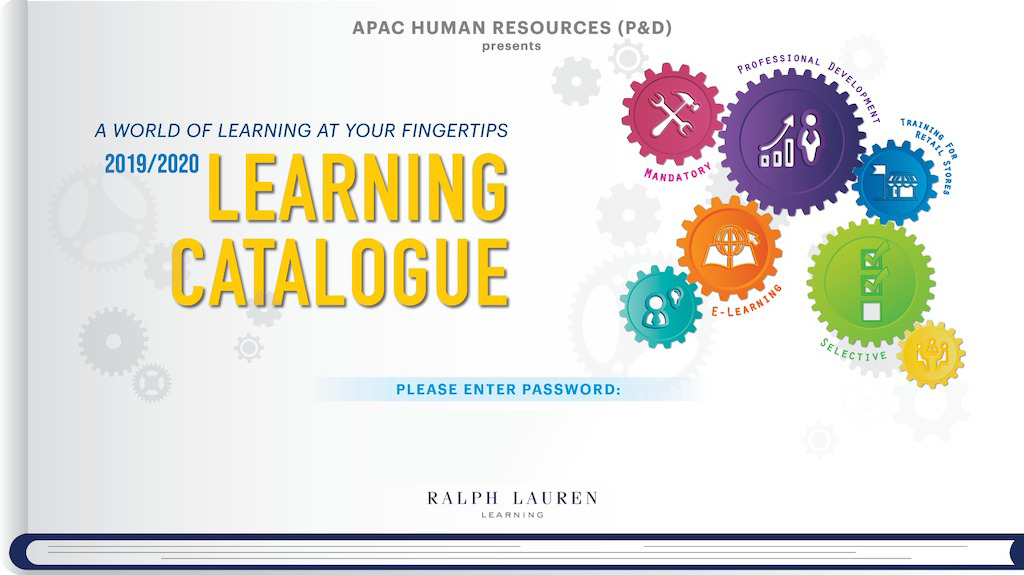 APAC HUMAN RESOURCES (P&D)
presents
A WORLD OF LEARNING AT YOUR FINGERTIPS
2019/2020 LEARNING
CATALOGUE
MANDATORY
PROFESSIONAL DEVELOPMENT
TRAINING FOR
RETAIL STORES
E-LEARNING
SELECTIVE
PLEASE ENTER PASSWORD:
RALPH LAUREN
LEARNING